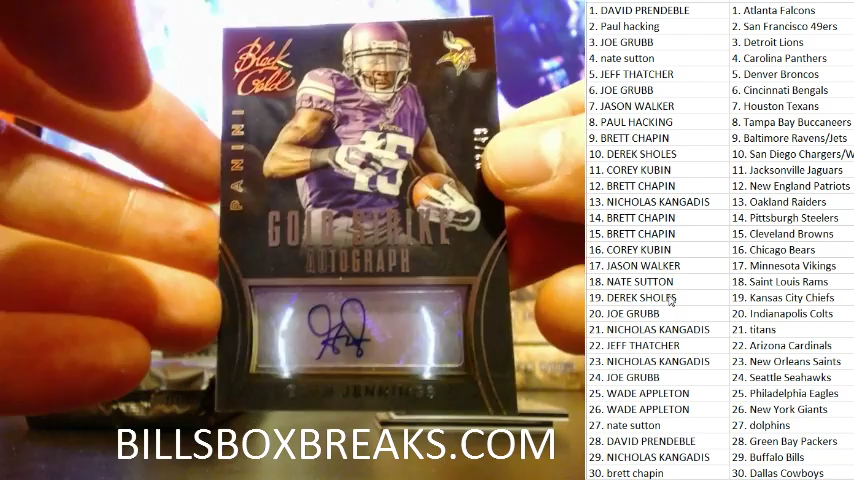 Black Gold
PANINI
Vikings
15
/49
GOLD STRIKE
AUTOGRAPH
JENNINGS
BILLSBOXBREAKS.COM
1. DAVID PRENDEBLE 1. Atlanta Falcons
2. Paul hacking 2. San Francisco 49ers
3. JOE GRUBB 3. Detroit Lions
4. nate sutton 4. Carolina Panthers
5. JEFF THATCHER 5. Denver Broncos
6. JOE GRUBB 6. Cincinnati Bengals
7. JASON WALKER 7. Houston Texans
8. PAUL HACKING 8. Tampa Bay Buccaneers
9. BRETT CHAPIN 9. Baltimore Ravens/Jets
10. DEREK SHOLES 10. San Diego Chargers/W
11. COREY KUBIN 11. Jacksonville Jaguars
12. BRETT CHAPIN 12. New England Patriots
13. NICHOLAS KANGADIS 13. Oakland Raiders
14. BRETT CHAPIN 14. Pittsburgh Steelers
15. BRETT CHAPIN 15. Cleveland Browns
16. COREY KUBIN 16. Chicago Bears
17. JASON WALKER 17. Minnesota Vikings
18. NATE SUTTON 18. Saint Louis Rams
19. DEREK SHOLES 19. Kansas City Chiefs
20. JOE GRUBB 20. Indianapolis Colts
21. NICHOLAS KANGADIS 21. titans
22. JEFF THATCHER 22. Arizona Cardinals
23. NICHOLAS KANGADIS 23. New Orleans Saints
24. JOE GRUBB 24. Seattle Seahawks
25. WADE APPLETON 25. Philadelphia Eagles
26. WADE APPLETON 26. New York Giants
27. nate sutton 27. dolphins
28. DAVID PRENDEBLE 28. Green Bay Packers
29. NICHOLAS KANGADIS 29. Buffalo Bills
30. brett chapin 30. Dallas Cowboys